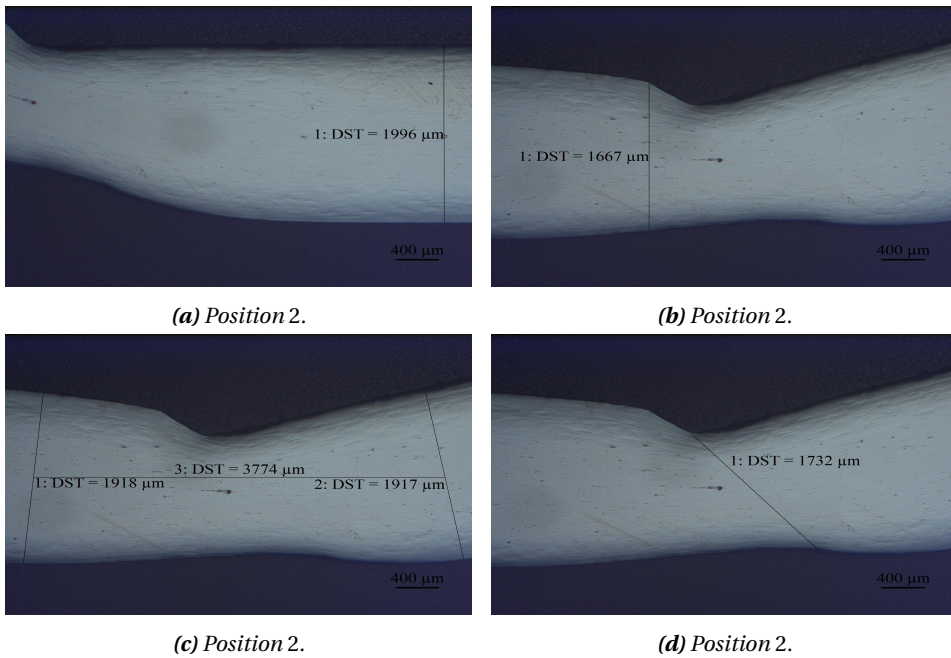 1: DST = 1996 µm
400 µm
(a) Position 2.
1: DST = 1667 µm
400 µm
(b) Position 2.
3: DST = 3774 µm
1: DST = 1918 µm
2: DST = 1917 µm
400 µm
(c) Position 2.
1: DST = 1732 µm
400 µm
(d) Position 2.